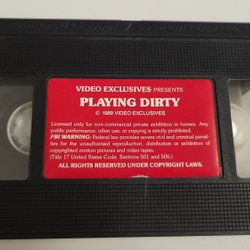 VIDEO EXCLUSIVES PRESENTS
PLAYING DIRTY
© 1989 VIDEO EXCLUSIVES
Licensed only for non commercial private exhibition in homes. Any
public performance, other use, or copying is strictly prohibited.
FBI WARNING: Federal law provides severe civil and criminal penal-
ties for the unauthorized reproduction, distribution or exhibition of
copyrighted motion pictures and video tapes.
(Title 17 United States Code, Sections 501 and 506.)
ALL RIGHTS RESERVED UNDER COPYRIGHT LAWS.